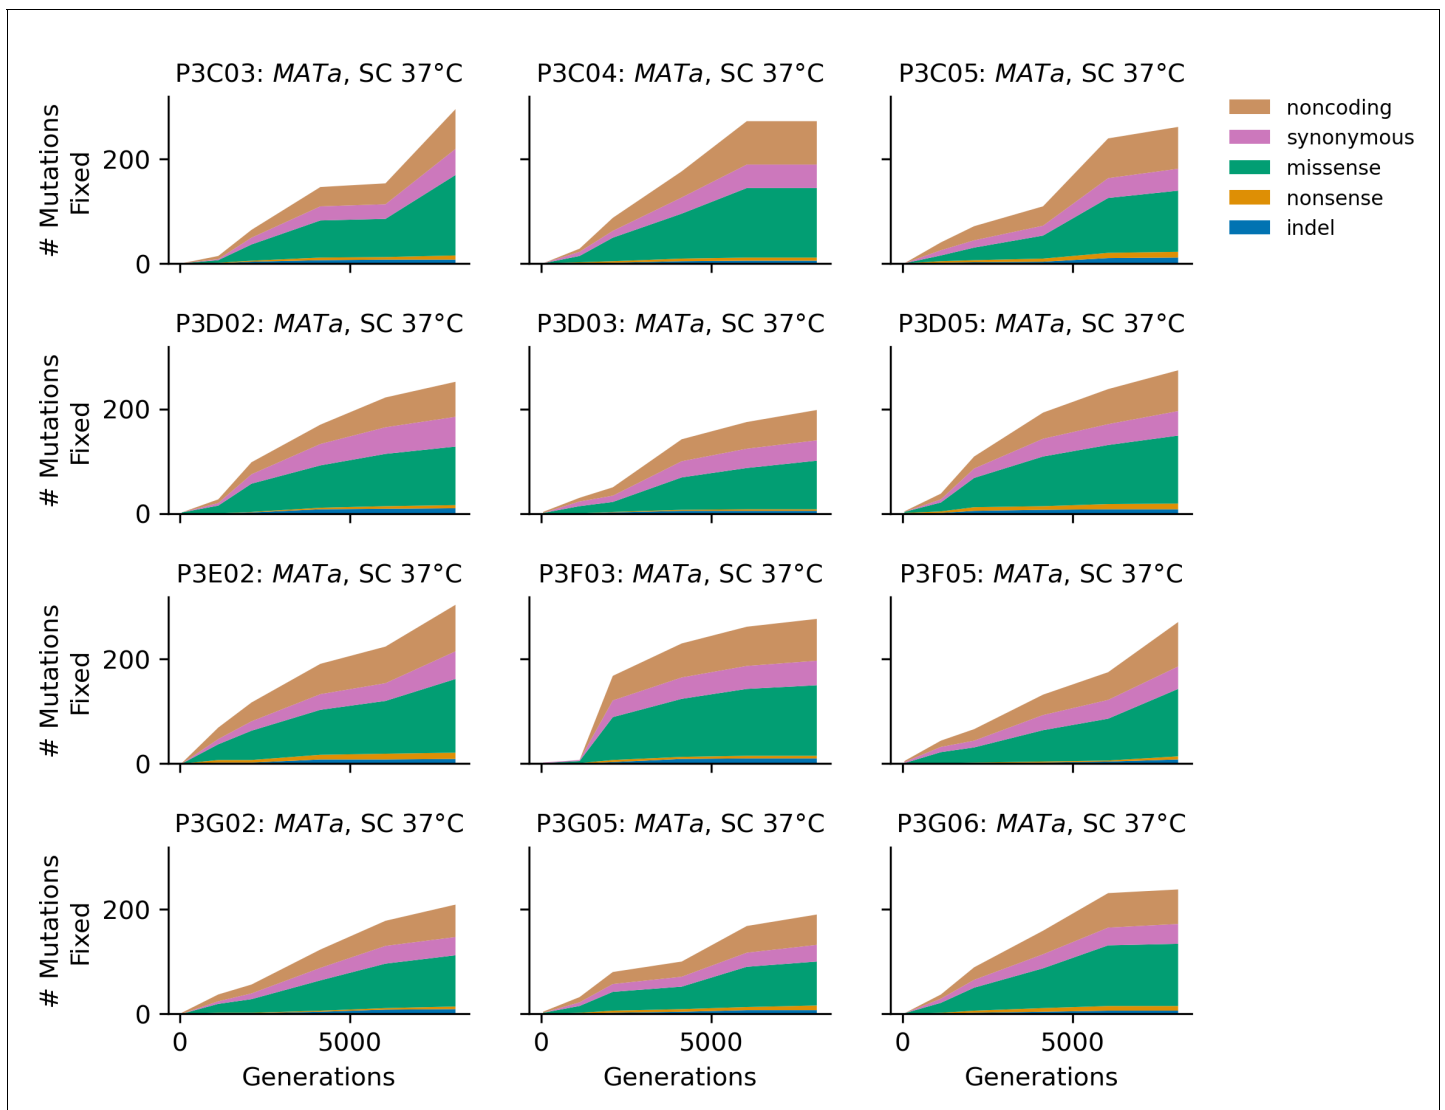 P3C03: MATa, SC 37°C
P3C04: MATa, SC 37°C
P3C05: MATa, SC 37°C
# Mutations
Fixed
200
0
noncoding
synonymous
missense
nonsense
indel
P3D02: MATa, SC 37°C
P3D03: MATa, SC 37°C
P3D05: MATa, SC 37°C
# Mutations
Fixed
200
0
P3E02: MATa, SC 37°C
P3F03: MATa, SC 37°C
P3F05: MATa, SC 37°C
# Mutations
Fixed
200
0
P3G02: MATa, SC 37°C
P3G05: MATa, SC 37°C
P3G06: MATa, SC 37°C
# Mutations
Fixed
200
0
0 5000
0 5000
0 5000
Generations
Generations
Generations